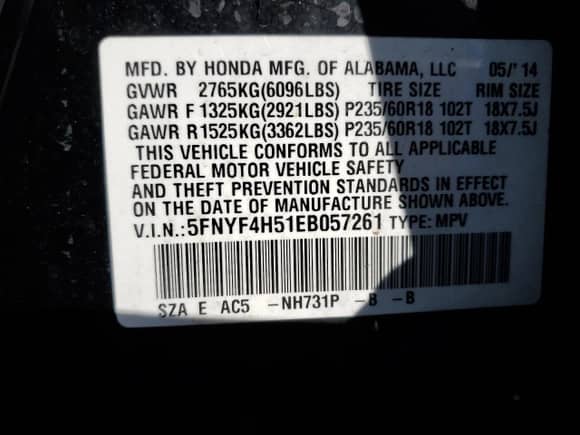 MFD. BY HONDA MFG. OF ALABAMA, LLC 05/'14
GVWR 2765KG(6096LBS) TIRE SIZE RIM SIZE
GAWR F 1325KG(2921LBS) P235/60R18 102T 18X7.5J
GAWR R 1525KG(3362LBS) P235/60R18 102T 18X7.5J
THIS VEHICLE CONFORMS TO ALL APPLICABLE
FEDERAL MOTOR VEHICLE SAFETY
AND THEFT PREVENTION STANDARDS IN EFFECT
ON THE DATE OF MANUFACTURE SHOWN ABOVE.
V.I.N.: 5FNYF4H51EB057261 TYPE: MPV
SZA E AC5 -NH731P -B -B